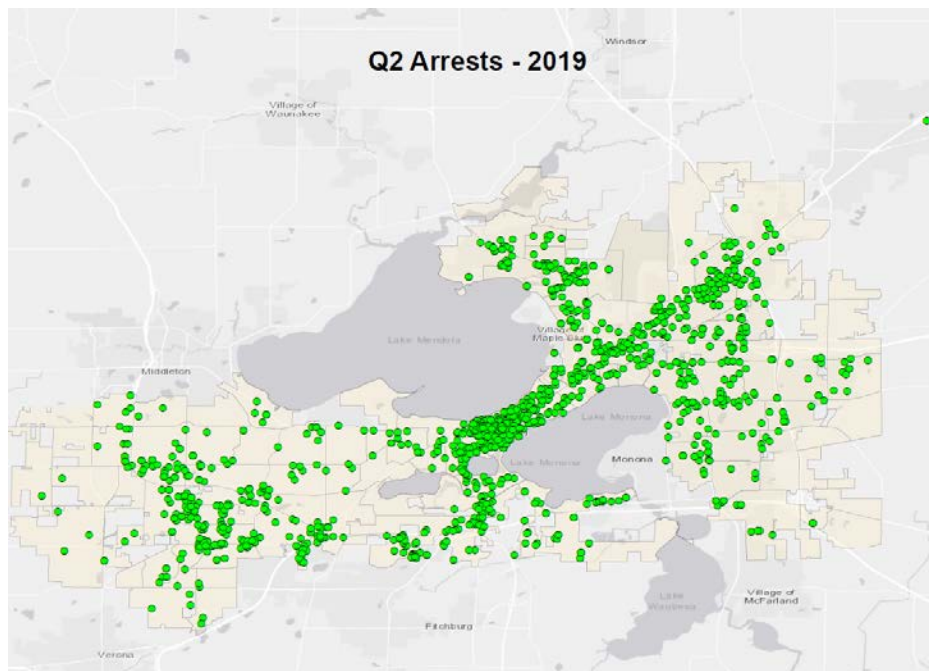 Windsor
Q2 Arrests - 2019
Village of
Waunakee
Lake Mendota
Village of
Maple Bluff
Middleton
Lake Monona
Lake Monona
Monona
Lake
Waubesa
Village of
McFarland
Fitchburg
Verona